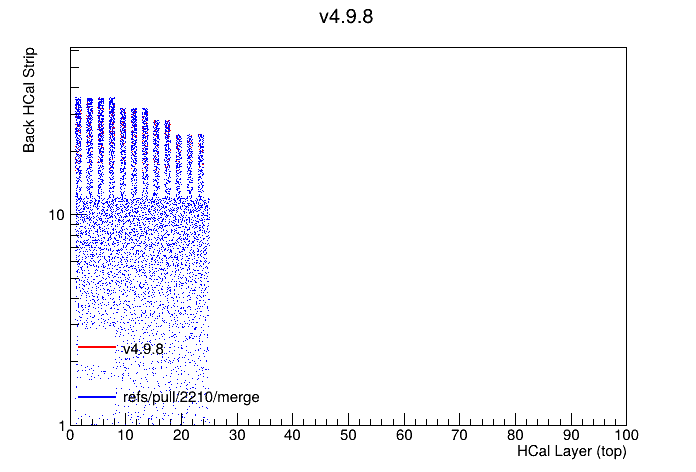 v4.9.8
Back HCal Strip
10
1
v4.9.8
refs/pull/2210/merge
0 10 20 30 40 50 60 70 80 90 100
HCal Layer (top)